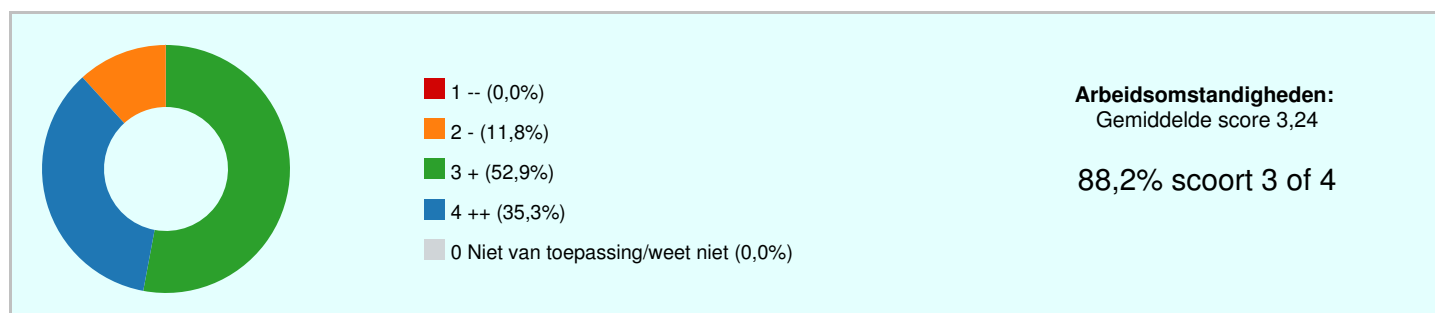 1 -- (0,0%)
2 - (11,8%)
3 + (52,9%)
4 ++ (35,3%)
0 Niet van toepassing/weet niet (0,0%)
Arbeidsomstandigheden:
Gemiddelde score 3,24
88,2% scoort 3 of 4